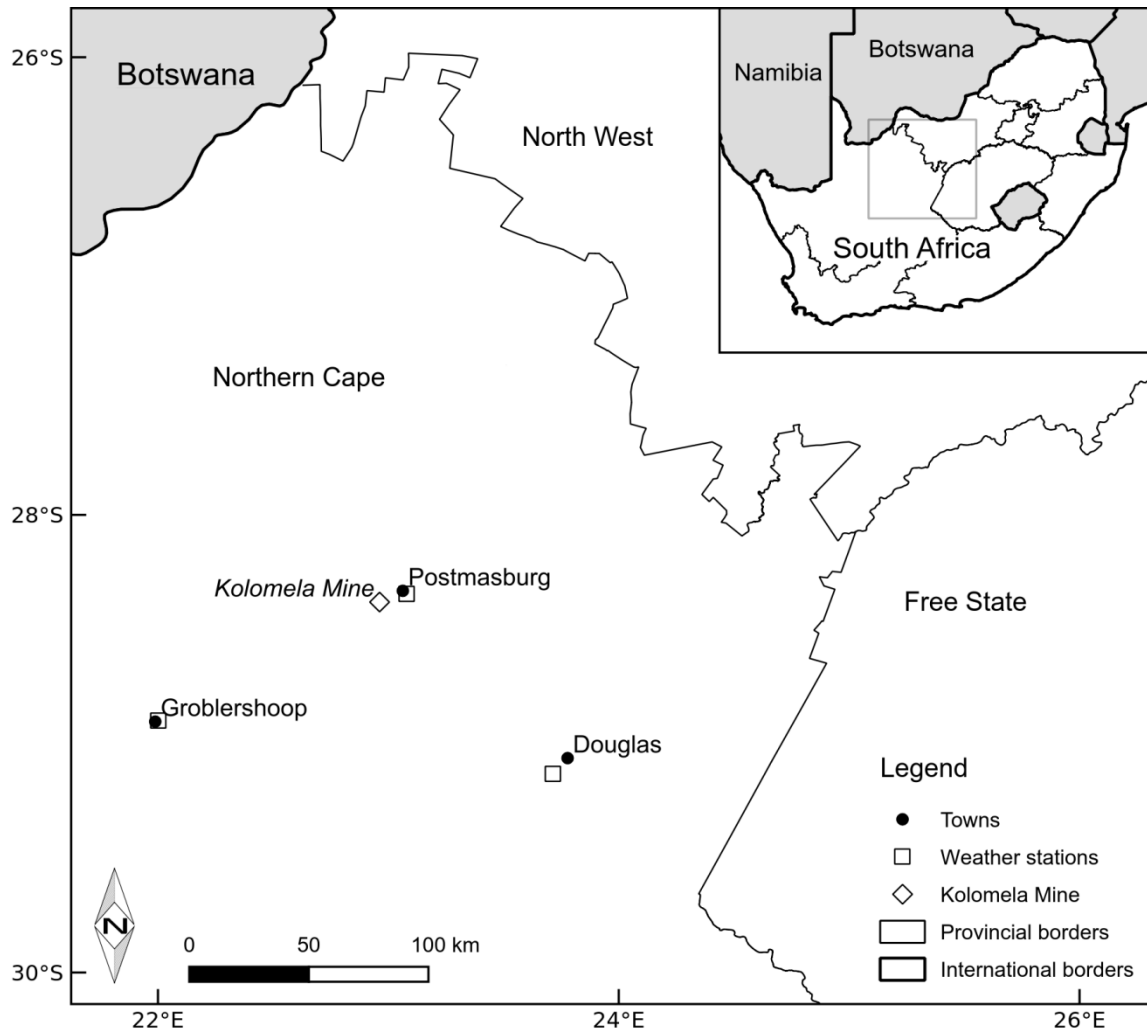 26°S
Botswana
North West
Namibia
Botswana
South Africa
Northern Cape
28°S
Kolomela Mine
Postmasburg
Free State
Groblershoop
Douglas
Legend
Towns
Weather stations
Kolomela Mine
Provincial borders
International borders
N
0 50 100 km
30°S
22°E 24°E 26°E